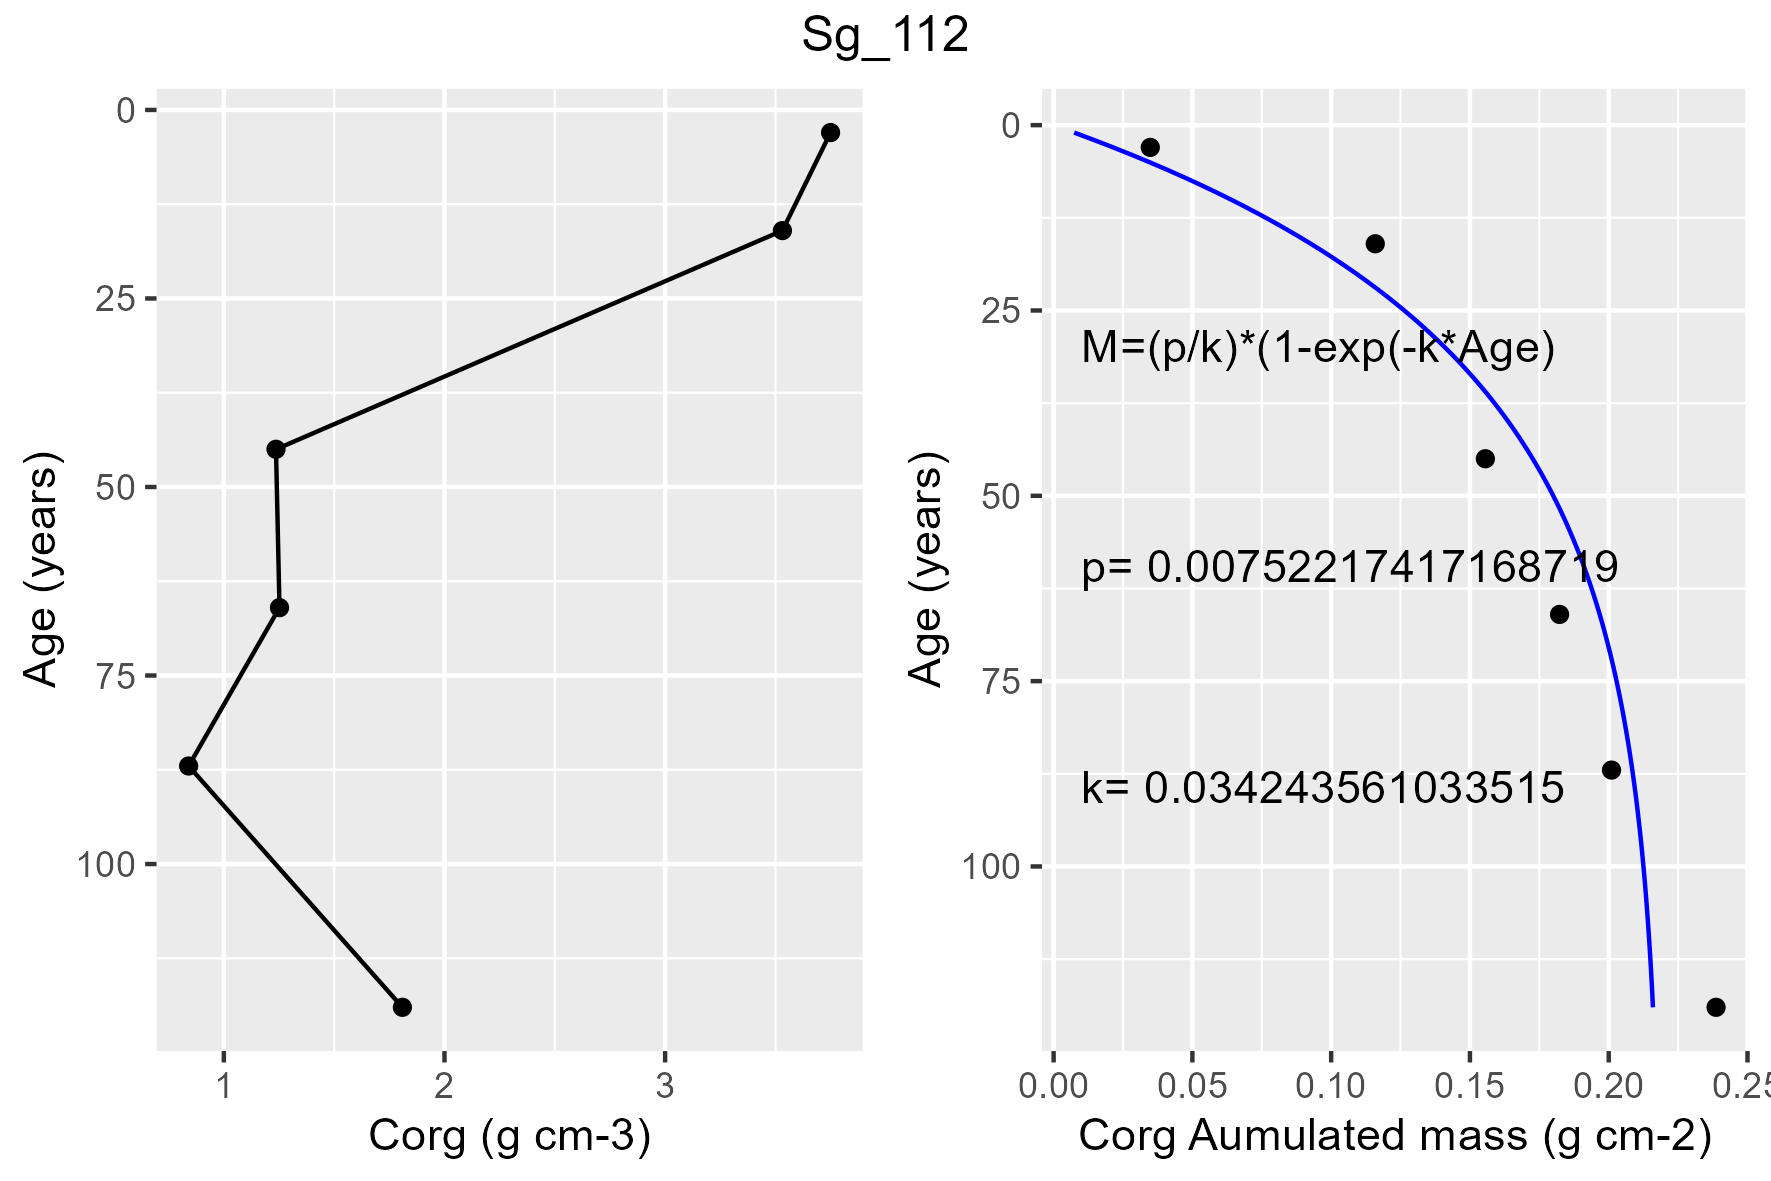 Sg_112
0
25
50
75
100
Age (years)
1
2
3
Corg (g cm-3)
0
25
50
75
100
Age (years)
M=(p/k)*(1-exp(-k*Age)
p= 0.00752217417168719
k= 0.034243561033515
0.00
0.05
0.10
0.15
0.20
0.25
Corg Aumulated mass (g cm-2)